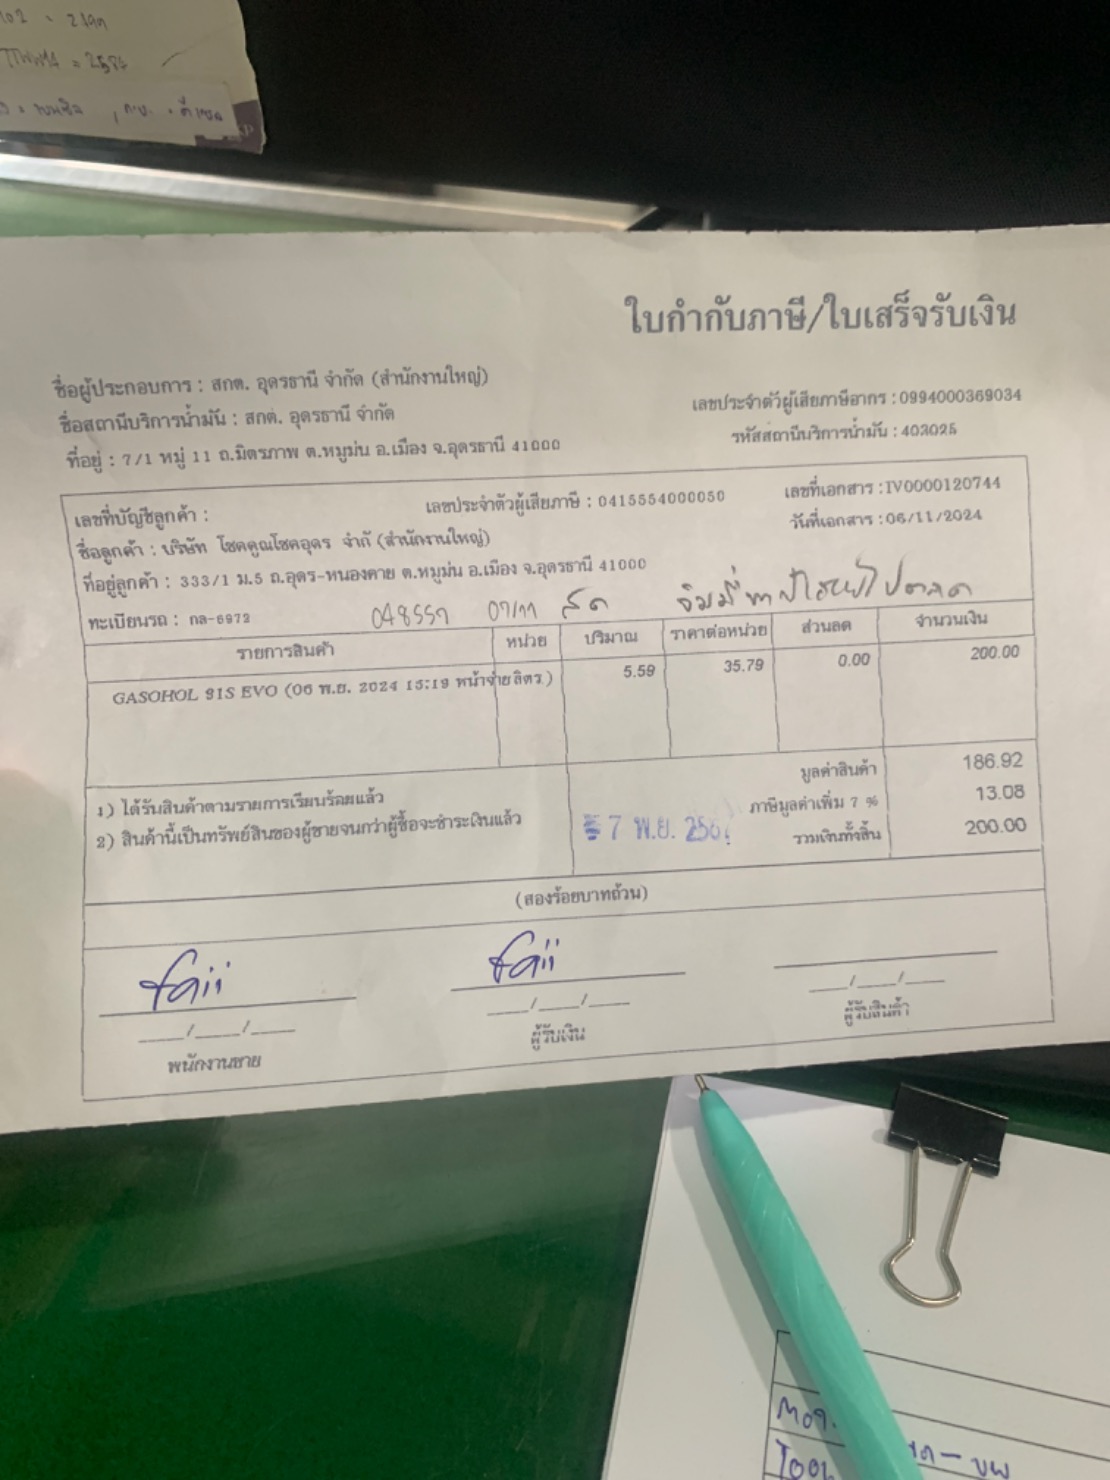 = 258
ใบกำกับภาษี/ใบเสร็จรับเงิน
ชื่อผู้ประกอบการ : สกต. อุดรธานี จำกัด (สำนักงานใหญ่)
ชื่อสถานีบริการน้ำมัน : สกต. อุดรธานี จำกัด
เลขประจำตัวผู้เสียภาษีอากร : 0994000369034
ที่อยู่ : 7/1 หมู่ 11 ถ.มิตรภาพ ต.หมูม่น อ.เมือง จ.อุดรธานี 41000
รหัสสถานีบริการน้ำมัน : 403025
เลขที่บัญชีลูกค้า : เลขประจำตัวผู้เสียภาษี : 0415554000050 เลขที่เอกสาร : IV0000120744
ชื่อลูกค้า : บริษัท โชคคูณโชคอุดร จำกั (สำนักงานใหญ่) วันที่เอกสาร : 06/11/2024
ที่อยู่ลูกค้า : 333/1 ม.5 ถ.อุดร-หนองคาย ต.หมูม่น อ.เมือง จ.อุดรธานี 41000
ทะเบียนรถ : กล-6972 048559 07/11 สด
รายการสินค้า หน่วย ปริมาณ ราคาต่อหน่วย ส่วนลด จำนวนเงิน
GASOHOL 91S EVO (06 พ.ย. 2024 15:19 หน้าจ่าย ลิตร ) 5.59 35.79 0.00 200.00
มูลค่าสินค้า 186.92
1) ได้รับสินค้าตามรายการเรียบร้อยแล้ว
ภาษีมูลค่าเพิ่ม 7 % 13.08
2) สินค้านี้เป็นทรัพย์สินของผู้ขายจนกว่าผู้ซื้อจะชำระเงินแล้ว
7 พ.ย. 256
รวมเงินทั้งสิ้น 200.00
(สองร้อยบาทถ้วน)
___/___/___ ___/___/___ ___/___/___
พนักงานขาย ผู้รับเงิน ผู้รับสินค้า